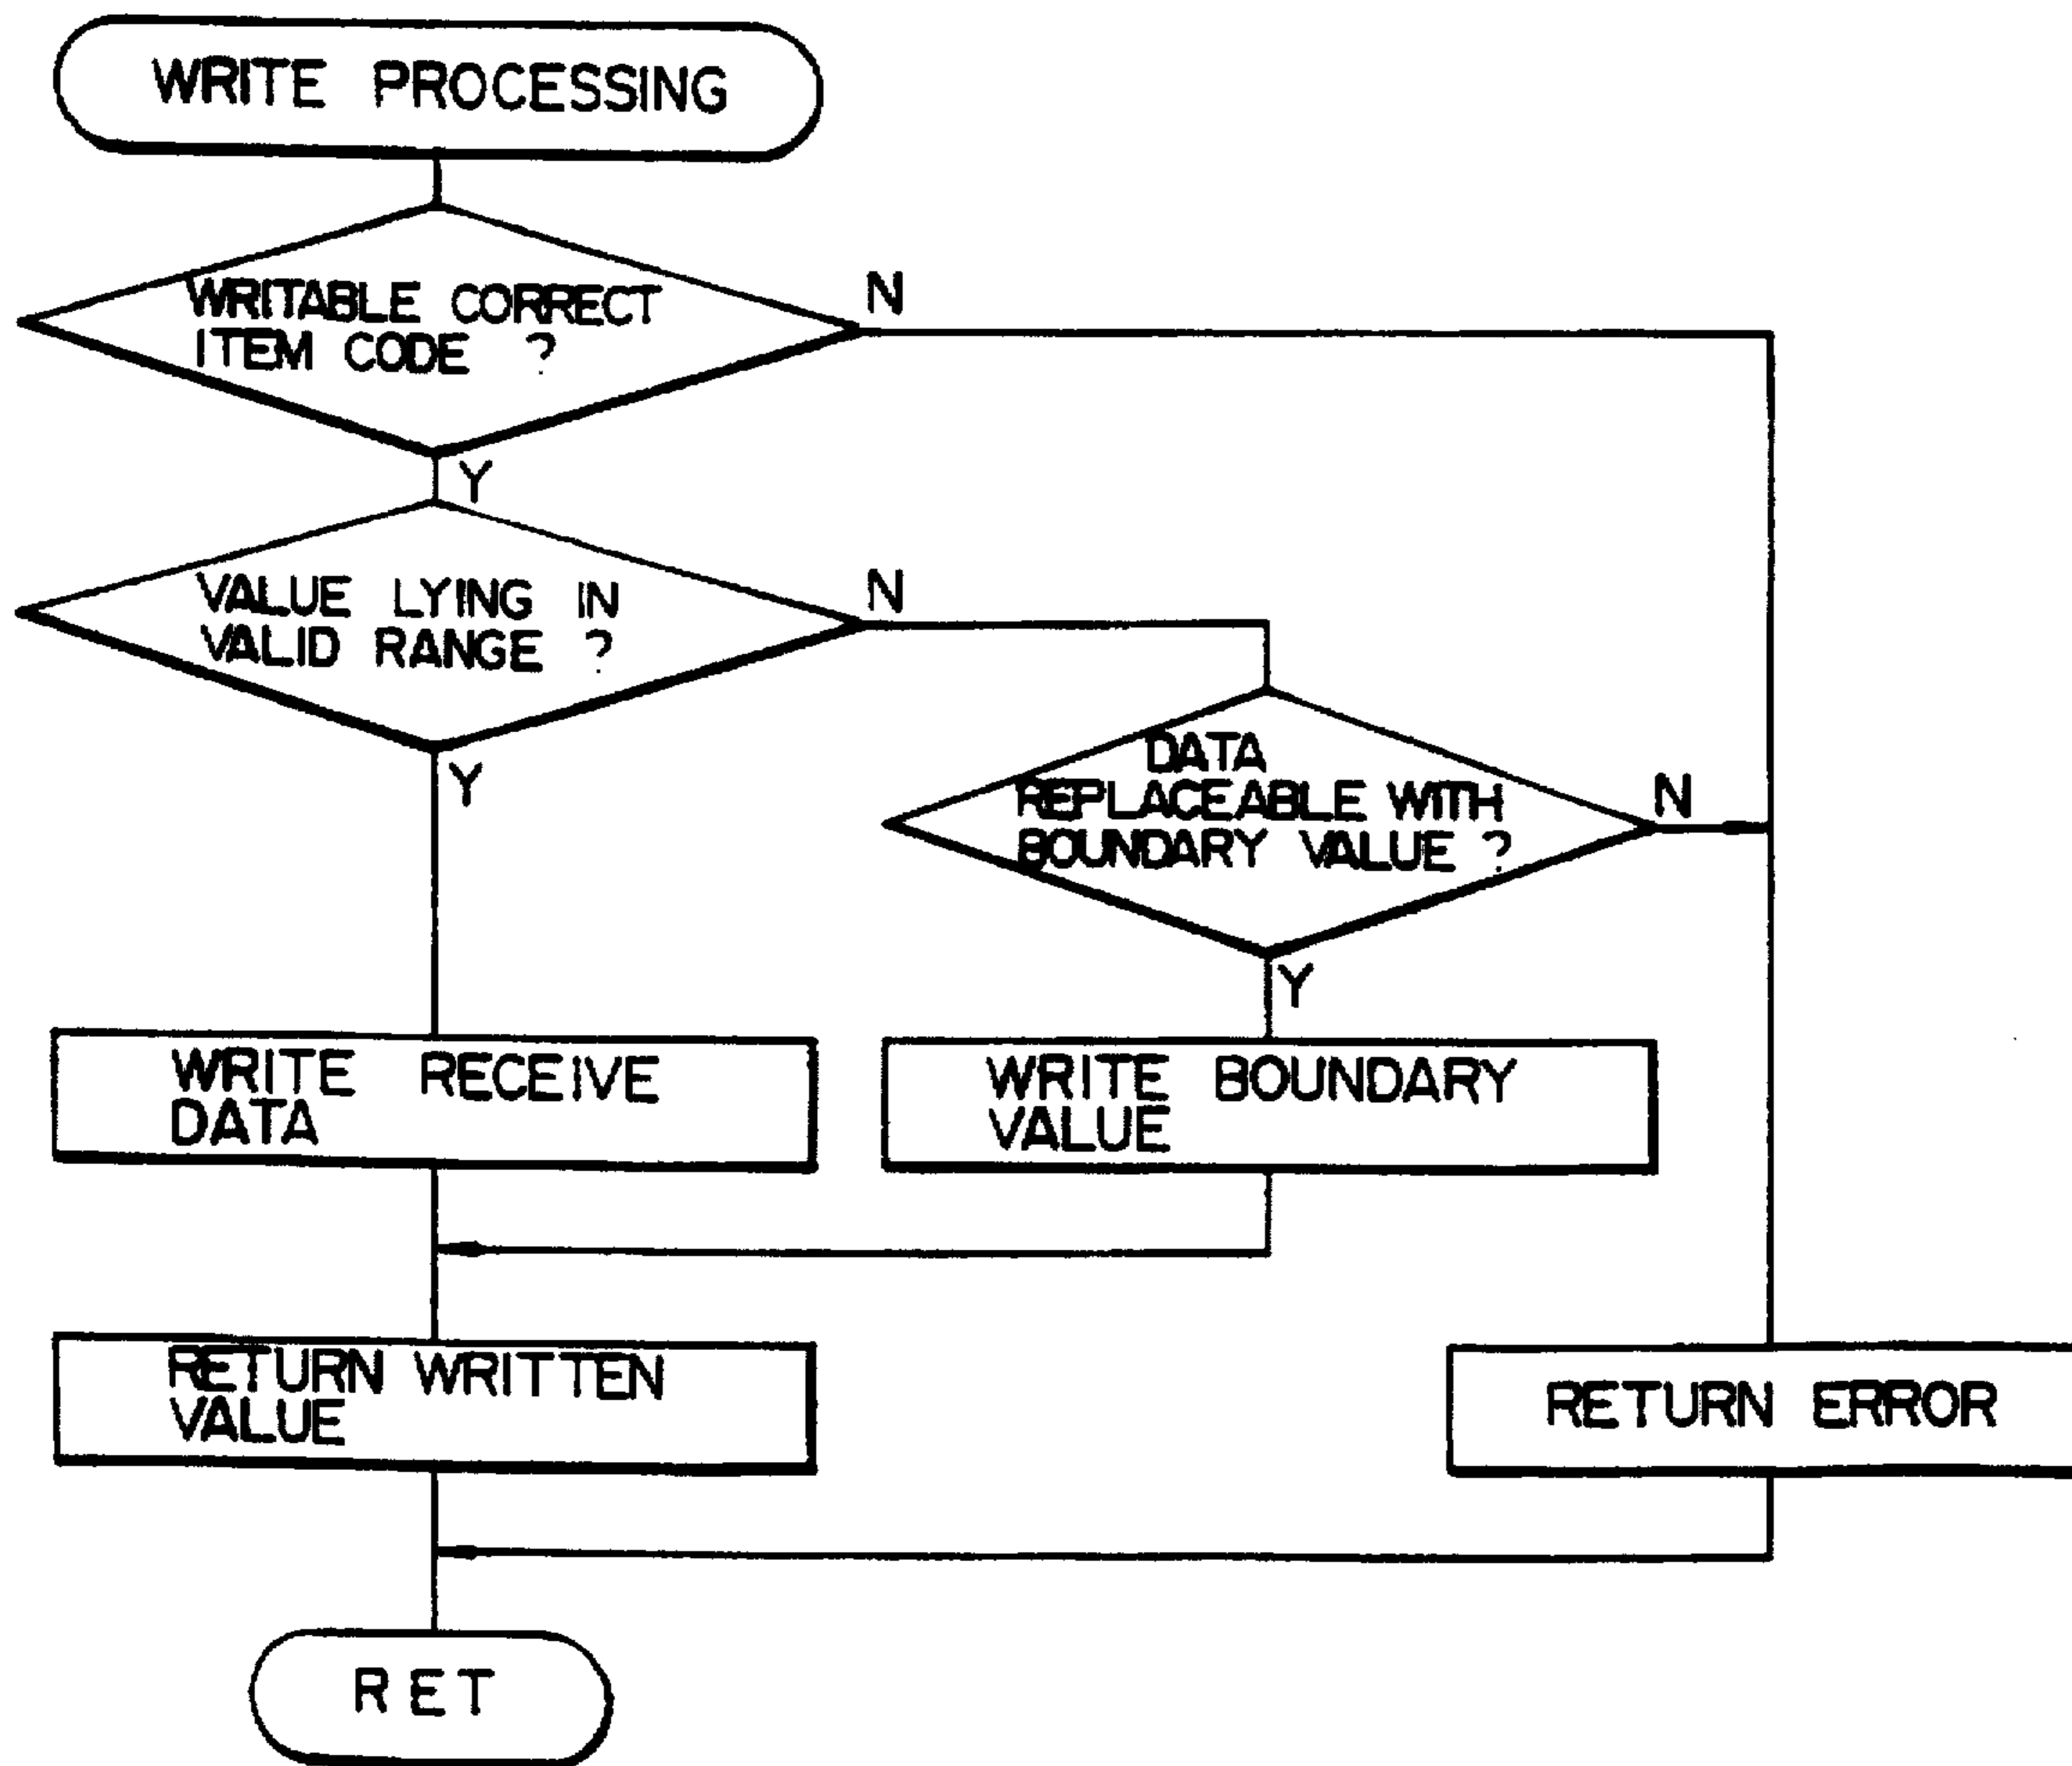 WRITE PROCESSING
WRITABLE CORRECT
ITEM CODE ?
N
Y
VALUE LYING IN
VALID RANGE ?
N
Y
DATA
REPLACEABLE WITH
BOUNDARY VALUE ?
N
Y
WRITE RECEIVE
DATA
WRITE BOUNDARY
VALUE
RETURN WRITTEN
VALUE
RETURN ERROR
RET